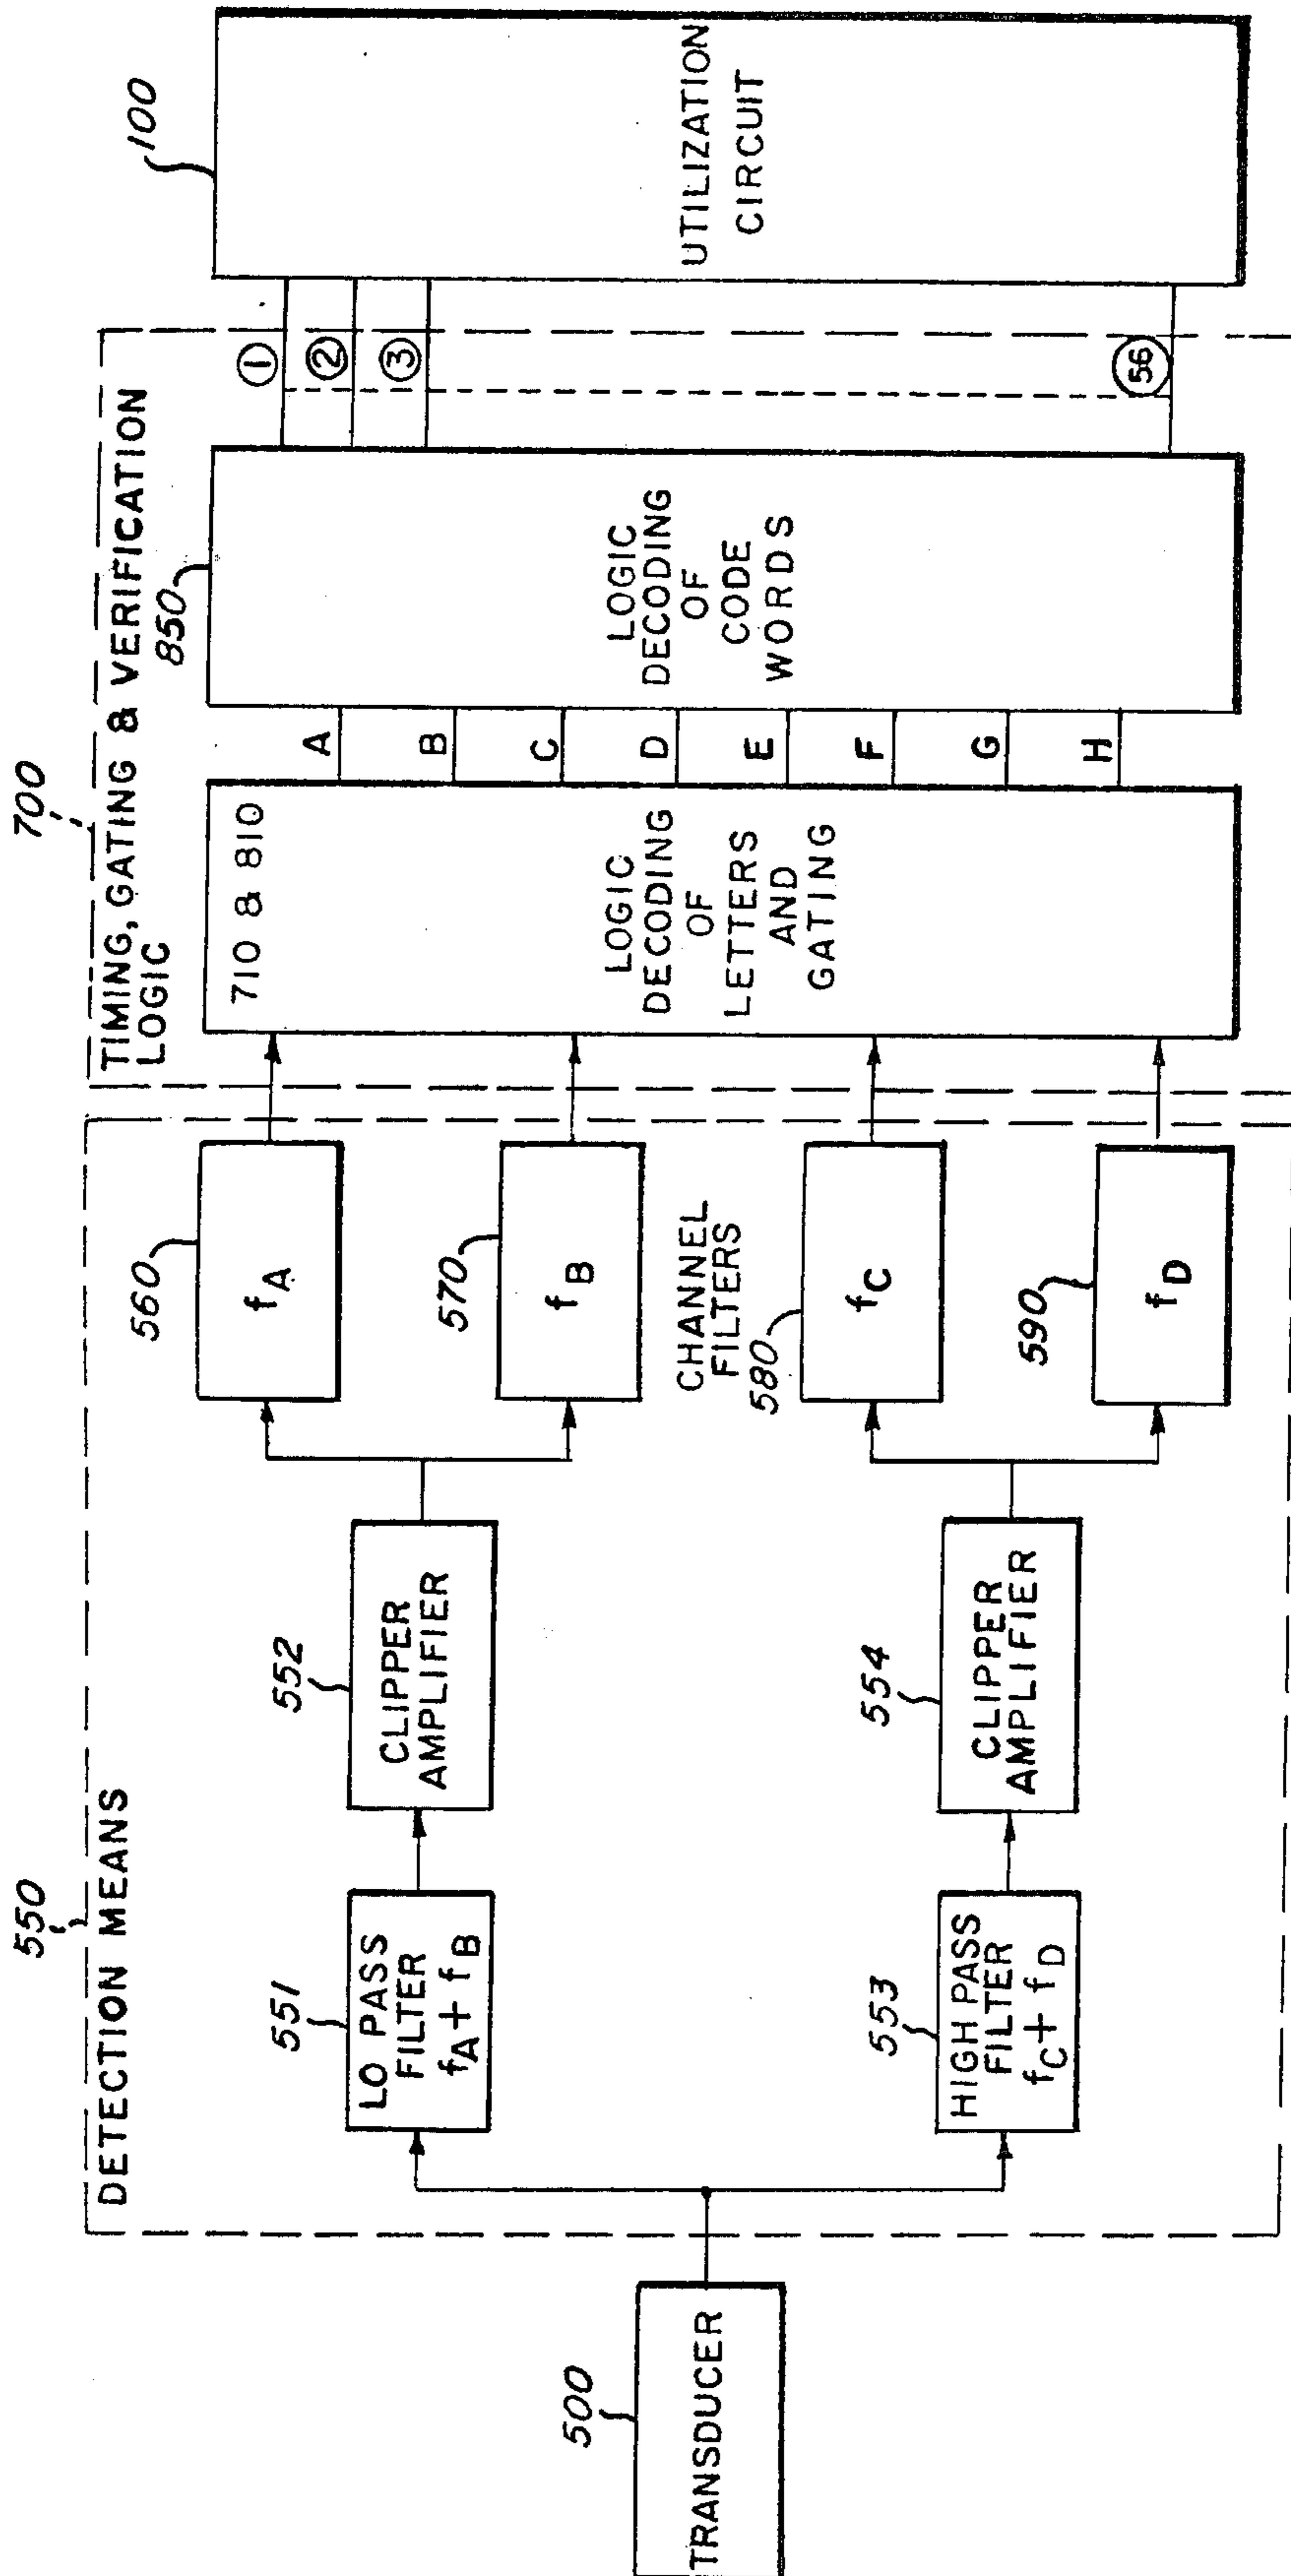 550
DETECTION MEANS
500
TRANSDUCER
551
LO PASS
FILTER
fA + fB
552
CLIPPER
AMPLIFIER
553
HIGH PASS
FILTER
fC + fD
554
CLIPPER
AMPLIFIER
560
fA
570
fB
CHANNEL
FILTERS
580
fC
590
fD
700
TIMING, GATING & VERIFICATION
LOGIC
710 & 810
LOGIC
DECODING
OF
LETTERS
AND
GATING
A
B
C
D
E
F
G
H
850
LOGIC
DECODING
OF
CODE
WORDS
1
2
3
56
100
UTILIZATION
CIRCUIT